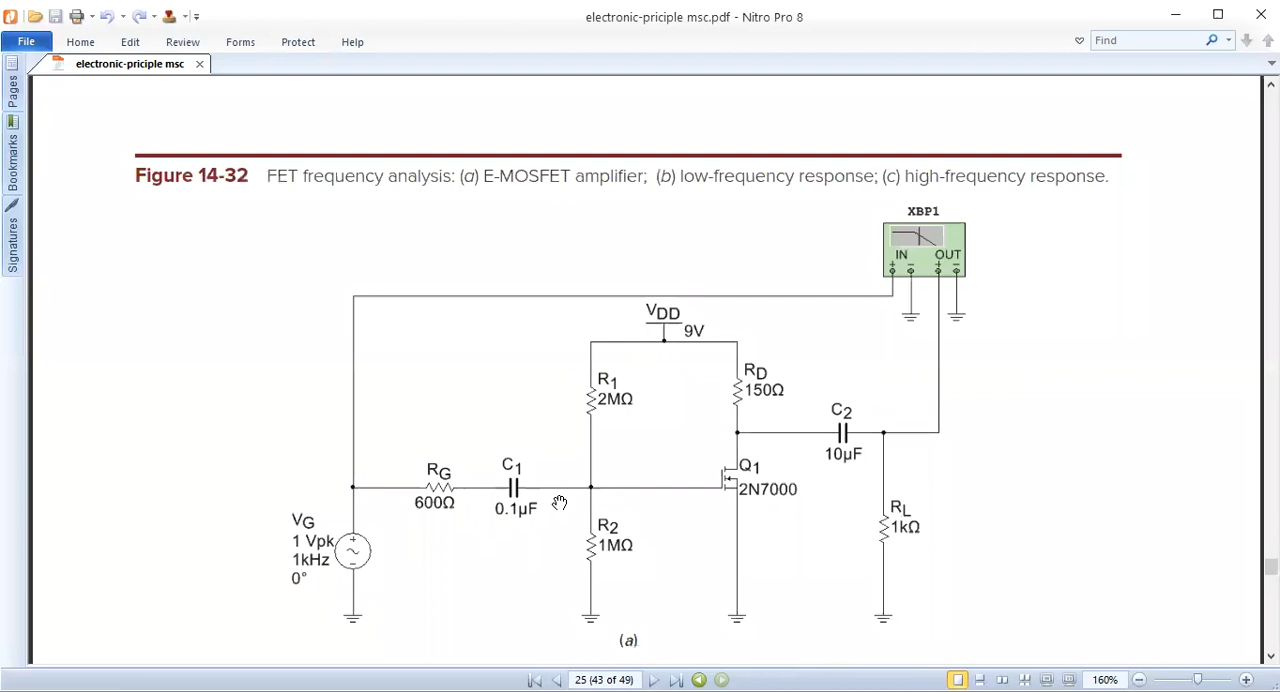 electronic-priciple msc.pdf - Nitro Pro 8
File Home Edit Review Forms Protect Help
Find
electronic-priciple msc
Pages
Bookmarks
Signatures
Figure 14-32 FET frequency analysis: (a) E-MOSFET amplifier; (b) low-frequency response; (c) high-frequency response.
XBP1
IN OUT
+ − + −
VDD
9V
R1
2MΩ
RD
150Ω
C2
10µF
RG
600Ω
C1
0.1µF
Q1
2N7000
VG
1 Vpk
1kHz
0°
+
−
R2
1MΩ
RL
1kΩ
(a)
25 (43 of 49)
160%